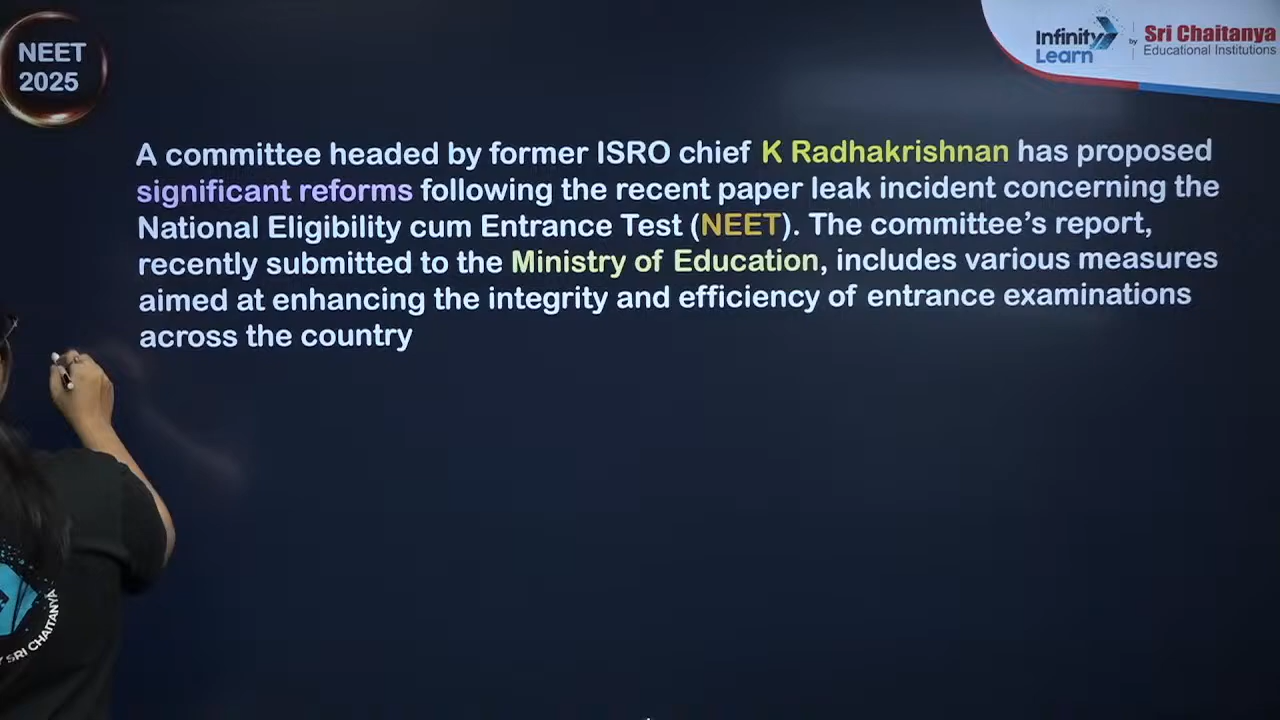 NEET
2025
Infinity Learn by Sri Chaitanya
Educational Institutions
A committee headed by former ISRO chief K Radhakrishnan has proposed
significant reforms following the recent paper leak incident concerning the
National Eligibility cum Entrance Test (NEET). The committee’s report,
recently submitted to the Ministry of Education, includes various measures
aimed at enhancing the integrity and efficiency of entrance examinations
across the country
SRI CHAITANYA